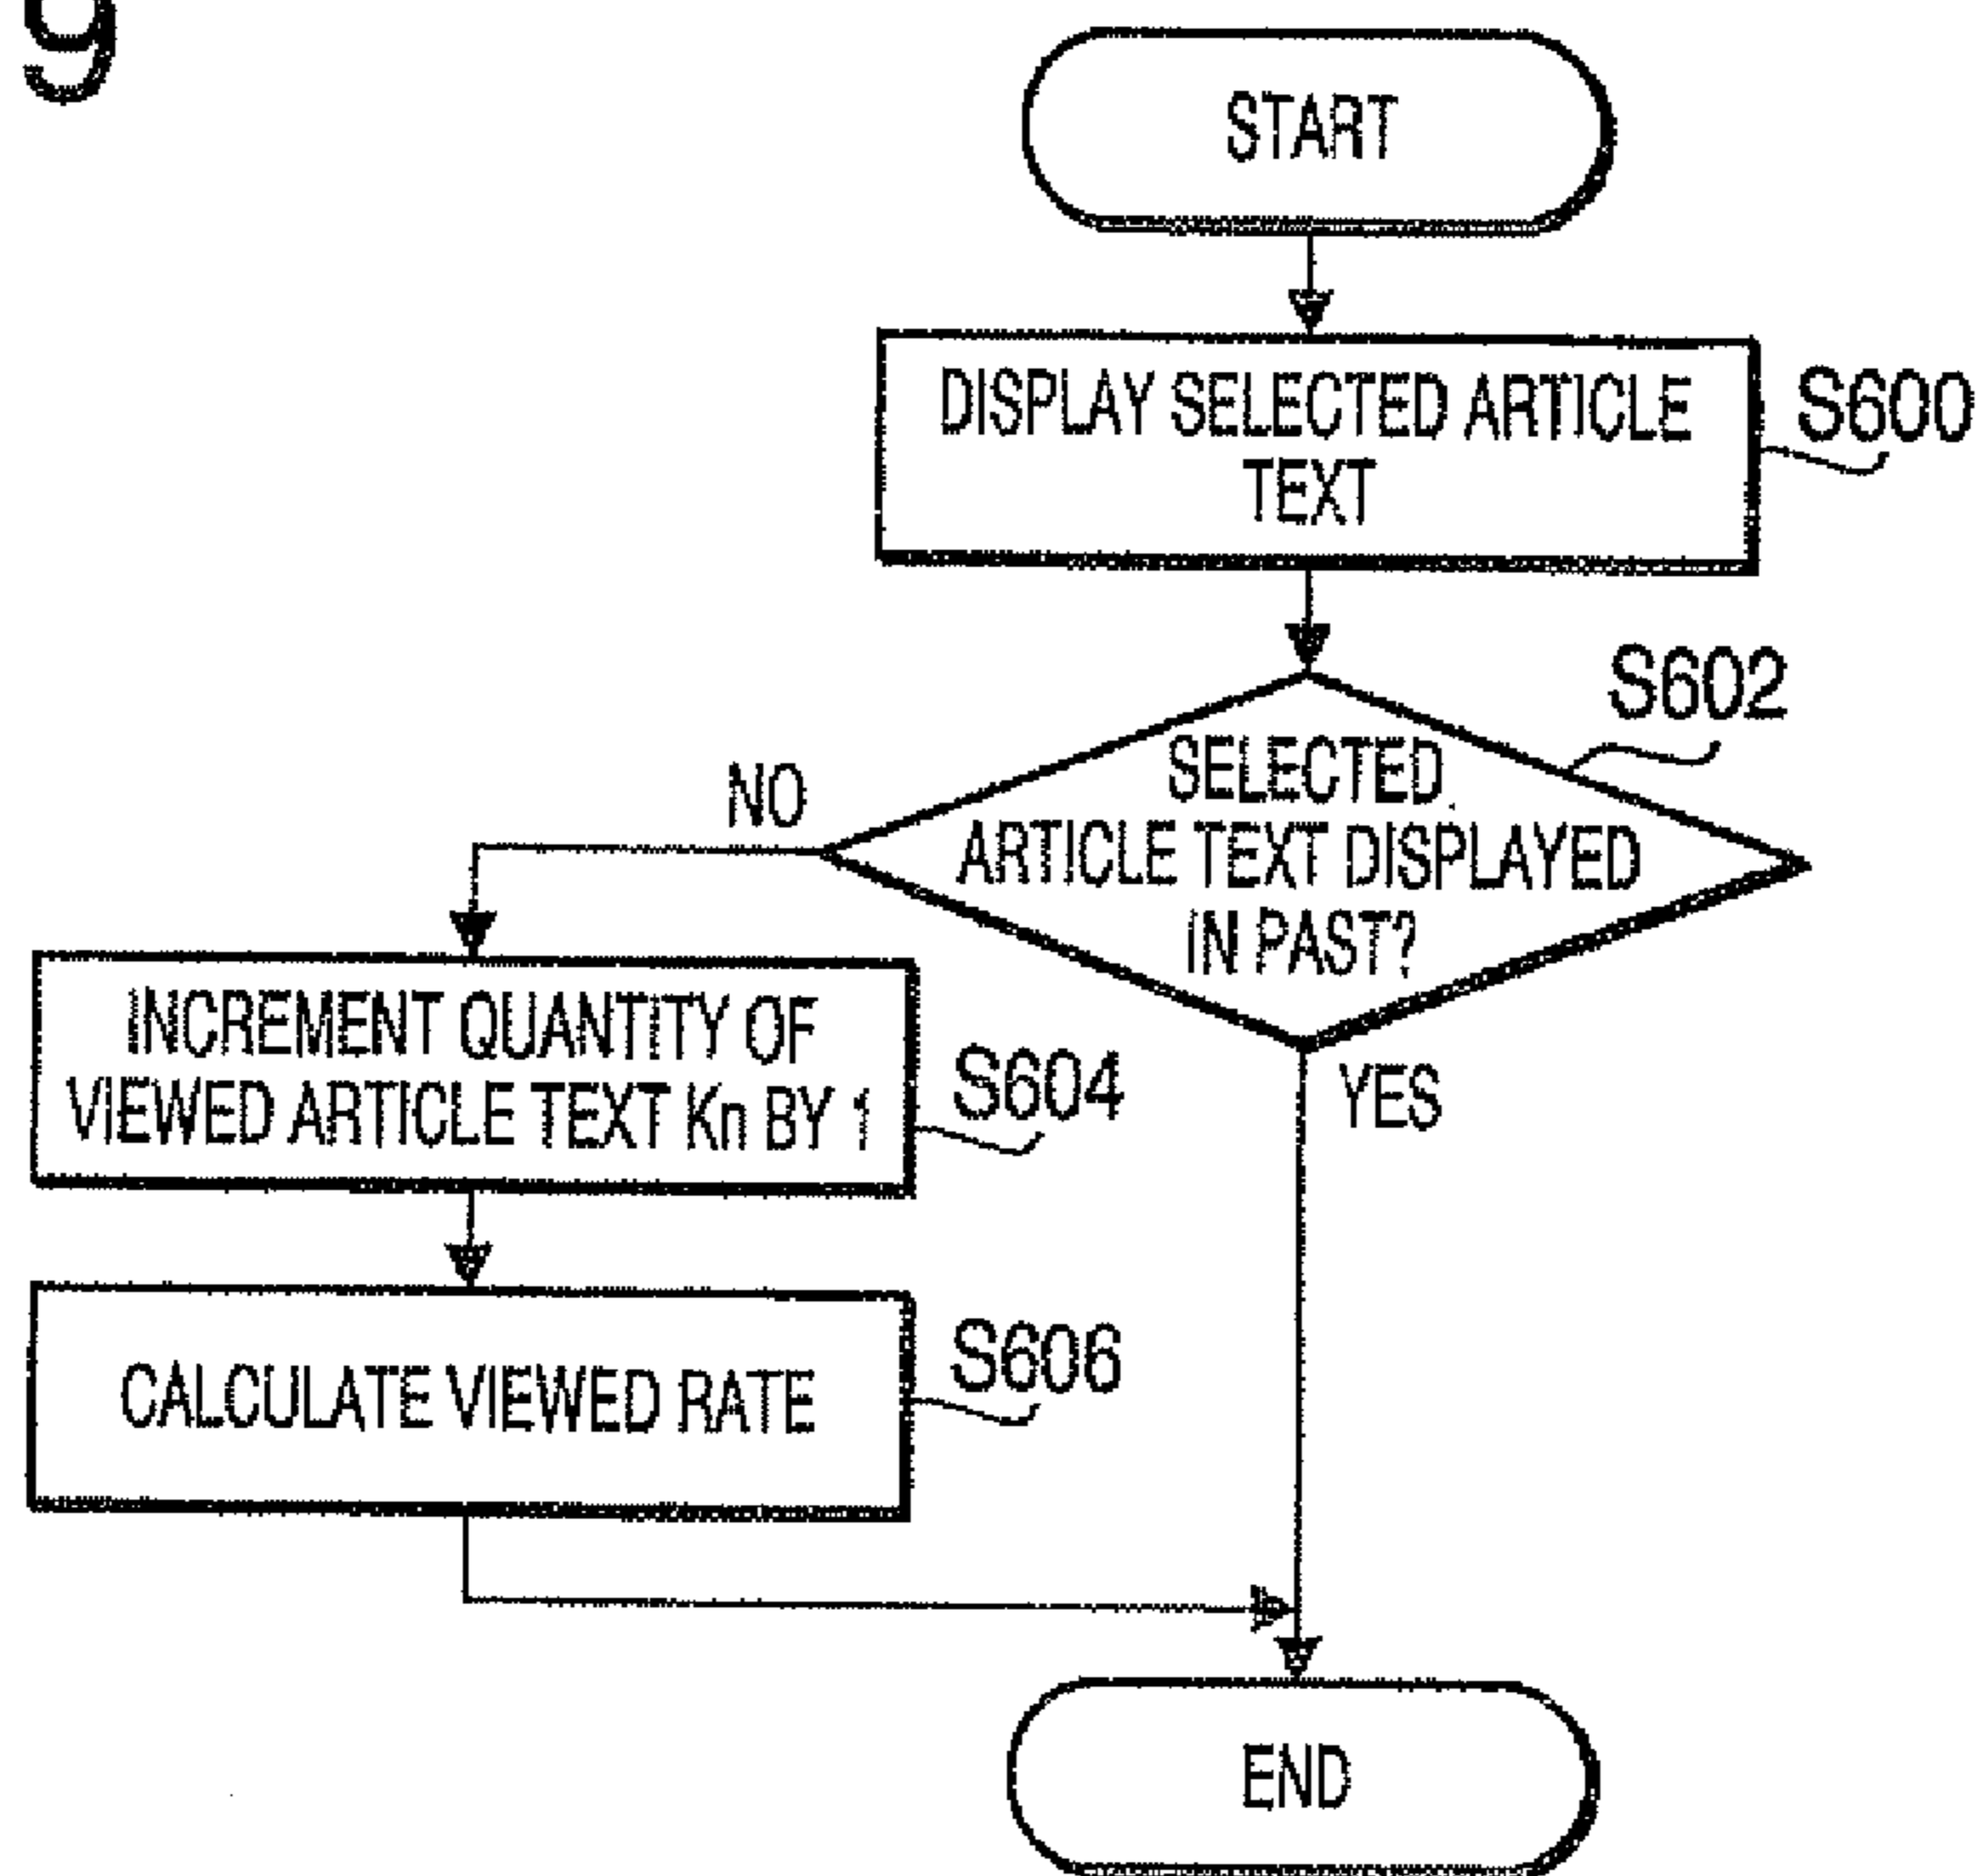 9
START
DISPLAY SELECTED ARTICLE
TEXT
S600
S602
SELECTED
ARTICLE TEXT DISPLAYED
IN PAST?
NO
YES
INCREMENT QUANTITY OF
VIEWED ARTICLE TEXT Kn BY 1
S604
CALCULATE VIEWED RATE
S606
END